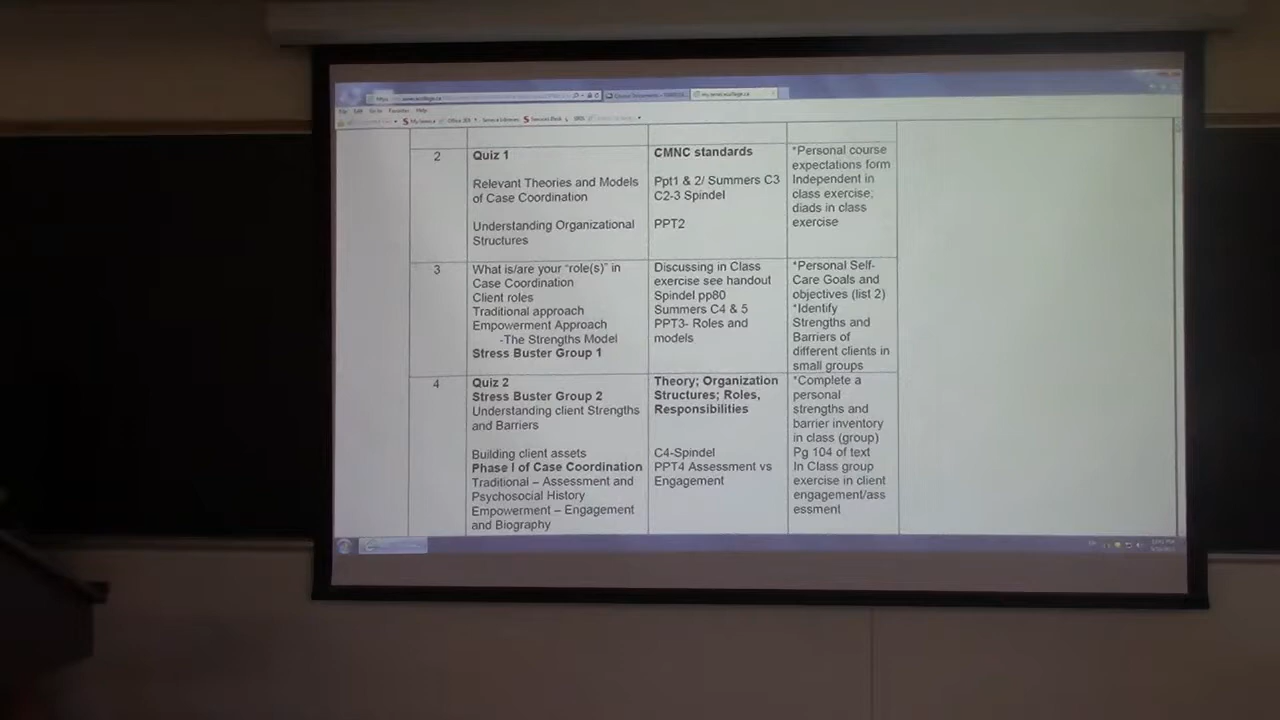 Favorites Help
2
Quiz 1
Relevant Theories and Models
of Case Coordination
Understanding Organizational
Structures
CMNC standards
Ppt1 & 2/ Summers C3
C2-3 Spindel
PPT2
*Personal course
expectations form
Independent in
class exercise;
diads in class
exercise
3
What is/are your "role(s)" in
Case Coordination
Client roles
Traditional approach
Empowerment Approach
-The Strengths Model
Stress Buster Group 1
Discussing in Class
exercise see handout
Spindel pp80
Summers C4 & 5
PPT3- Roles and
models
*Personal Self-
Care Goals and
objectives (list 2)
*Identify
Strengths and
Barriers of
different clients in
small groups
4
Quiz 2
Stress Buster Group 2
Understanding client Strengths
and Barriers
Building client assets
Phase I of Case Coordination
Traditional – Assessment and
Psychosocial History
Empowerment – Engagement
and Biography
Theory; Organization
Structures; Roles,
Responsibilities
C4-Spindel
PPT4 Assessment vs
Engagement
*Complete a
personal
strengths and
barrier inventory
in class (group)
Pg 104 of text
In Class group
exercise in client
engagement/ass
essment